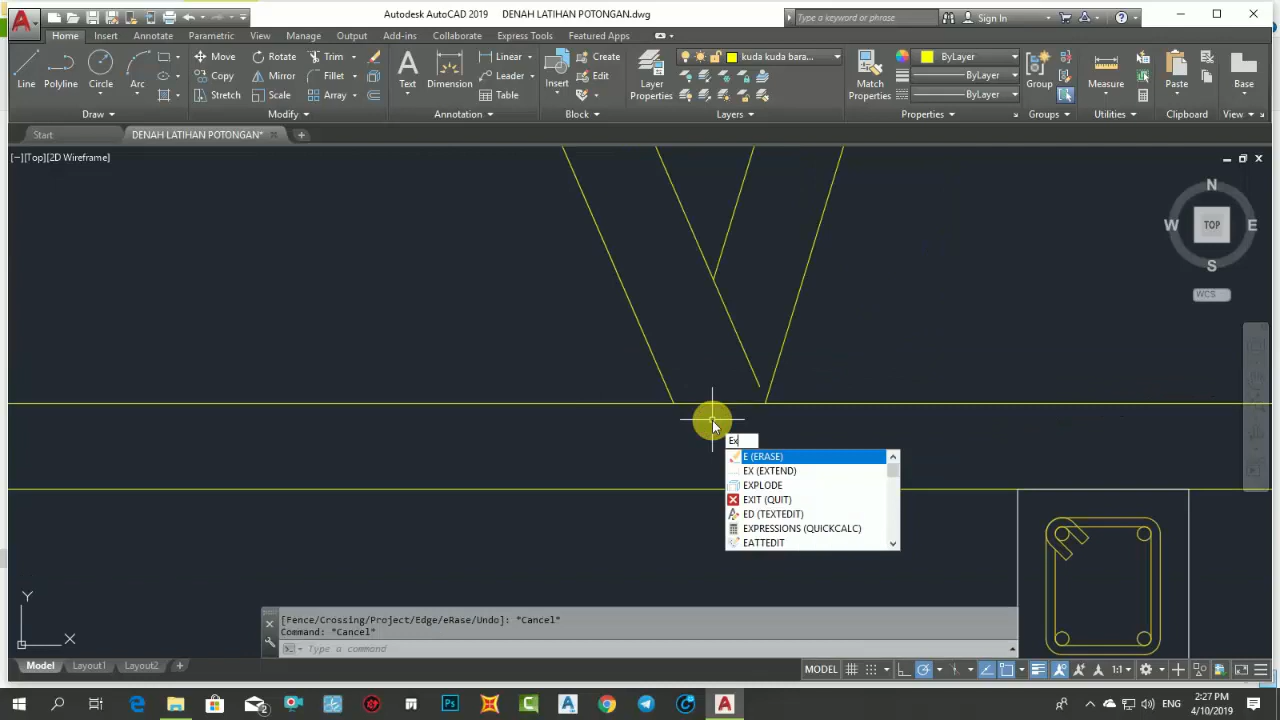 Autodesk AutoCAD 2019 DENAH LATIHAN POTONGAN.dwg
Type a keyword or phrase
Sign In
Home Insert Annotate Parametric View Manage Output Add-ins Collaborate Express Tools Featured Apps
Line Polyline Circle Arc
Move Rotate Trim
Copy Mirror Fillet
Stretch Scale Array
Text Dimension
Linear
Leader
Table
Insert
Create
Edit
Layer Properties
kuda kuda bara...
Match Properties
ByLayer
ByLayer
ByLayer
Group
Measure
Paste
Base
Draw Modify Annotation Block Layers Properties Groups Utilities Clipboard View
Start DENAH LATIHAN POTONGAN*
[−][Top][2D Wireframe]
N
W TOP E
S
WCS
Ex
E (ERASE)
EX (EXTEND)
EXPLODE
EXIT (QUIT)
ED (TEXTEDIT)
EXPRESSIONS (QUICKCALC)
EATTEDIT
Y
X
[Fence/Crossing/Project/Edge/eRase/Undo]: *Cancel*
Command: *Cancel*
Type a command
Model Layout1 Layout2
MODEL 1:1
2:27 PM
ENG
4/10/2019